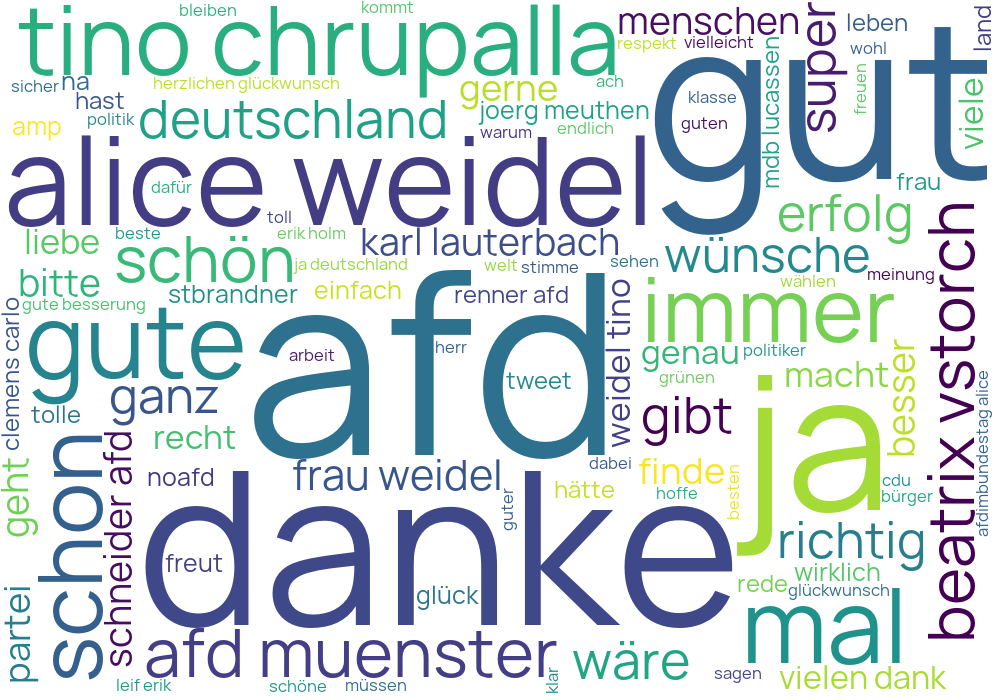 bleiben
kommt
tino chrupalla
menschen
leben
land
respekt
vielleicht
super
wohl
sicher
na
herzlichen glückwunsch
gerne
ach
gut
klasse
freuen
viele
hast
deutschland
joerg meuthen
mdb lucassen
amp
politik
warum
endlich
guten
alice weidel
dafür
frau
toll
erfolg
liebe
beste
schön
erik holm
karl lauterbach
wünsche
beatrix vstorch
bitte
ja deutschland
welt
stimme
sehen
meinung
stbrandner
einfach
renner afd
immer
wählen
gute besserung
clemens carlo
gute
afd
weidel tino
herr
arbeit
genau
politiker
besser
tweet
grünen
macht
ja
afdimbundestag alice
ganz
tolle
gibt
schon
schneider afd
recht
geht
noafd
frau weidel
dabei
finde
besten
cdu
hätte
guter
hoffe
bürger
danke
richtig
freut
glück
wirklich
rede
glückwunsch
partei
mal
afd muenster
wäre
klar
sagen
vielen dank
leif erik
schöne
müssen